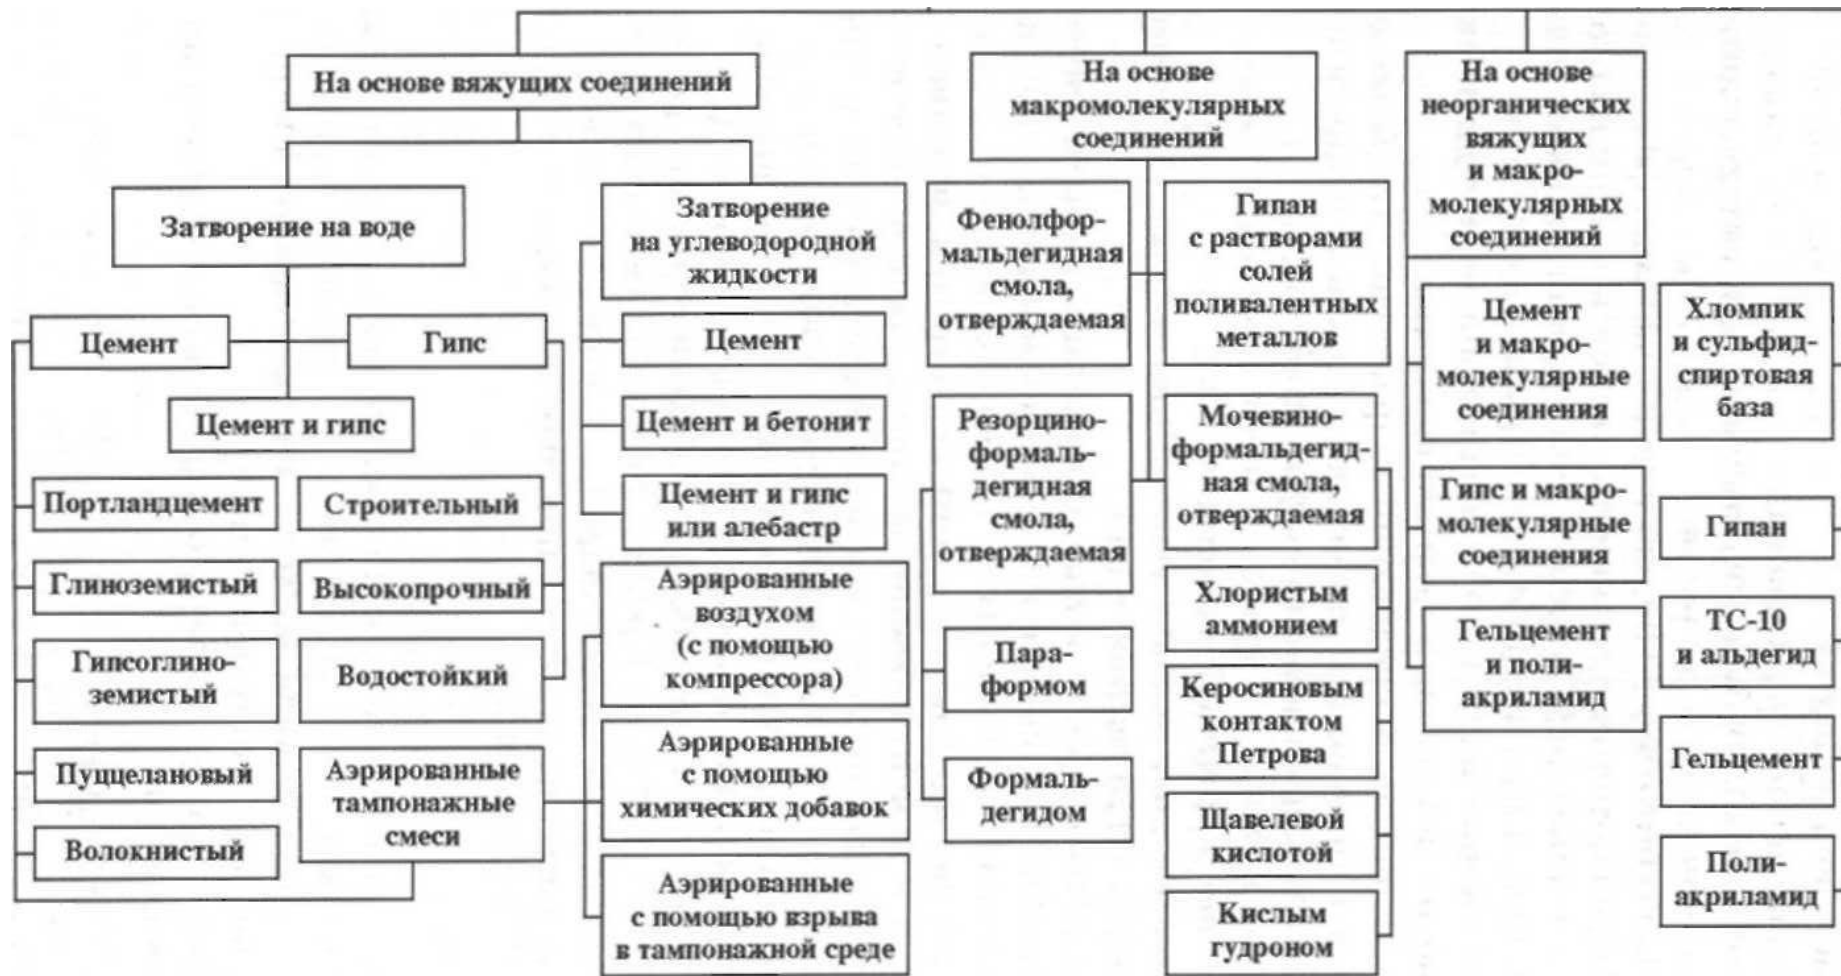 На основе вяжущих соединений
На основе
макромолекулярных
соединений
На основе
неорганических
вяжущих
и макро-
молекулярных
соединений
Затворение на воде
Затворение
на углеводородной
жидкости
Фенолфор-
мальдегидная
смола,
отверждаемая
Гипан
с растворами
солей
поливалентных
металлов
Цемент
Гипс
Цемент и гипс
Цемент
Цемент и бетонит
Цемент и гипс
или алебастр
Резорцино-
формаль-
дегидная
смола,
отверждаемая
Мочевино-
формальдегид-
ная смола,
отверждаемая
Цемент
и макро-
молекулярные
соединения
Хломпик
и сульфид-
спиртовая
база
Портландцемент
Строительный
Глиноземистый
Высокопрочный
Гипсоглино-
земистый
Водостойкий
Пуццелановый
Аэрированные
тампонажные
смеси
Волокнистый
Аэрированные
воздухом
(с помощью
компрессора)
Аэрированные
с помощью
химических добавок
Аэрированные
с помощью взрыва
в тампонажной среде
Пара-
формом
Формаль-
дегидом
Хлористым
аммонием
Керосиновым
контактом
Петрова
Щавелевой
кислотой
Кислым
гудроном
Гипс и макро-
молекулярные
соединения
Гельцемент
и поли-
акриламид
Гипан
ТС-10
и альдегид
Гельцемент
Поли-
акриламид